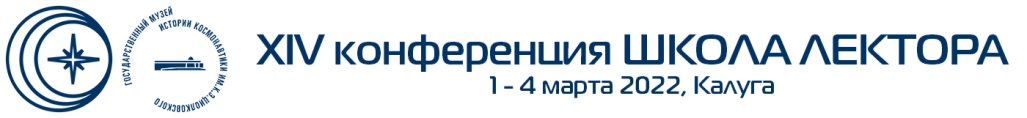 ГОСУДАРСТВЕННЫЙ МУЗЕЙ
ИСТОРИИ КОСМОНАВТИКИ ИМ.К.Э.ЦИОЛКОВСКОГО
XIV конференция ШКОЛА ЛЕКТОРА
1 - 4 марта 2022, Калуга